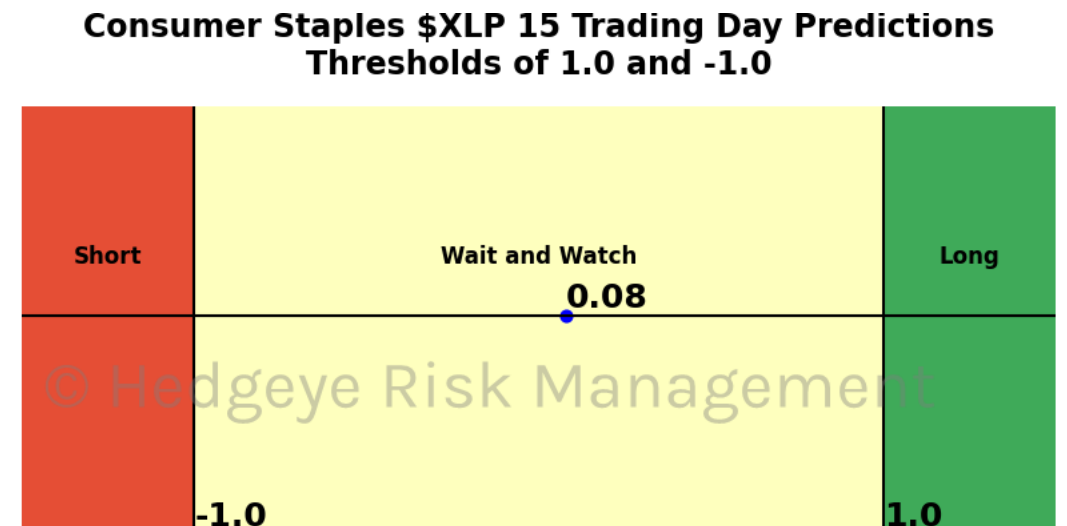 Consumer Staples $XLP 15 Trading Day Predictions
Thresholds of 1.0 and -1.0
Short
Wait and Watch
Long
0.08
© Hedgeye Risk Management
-1.0
1.0